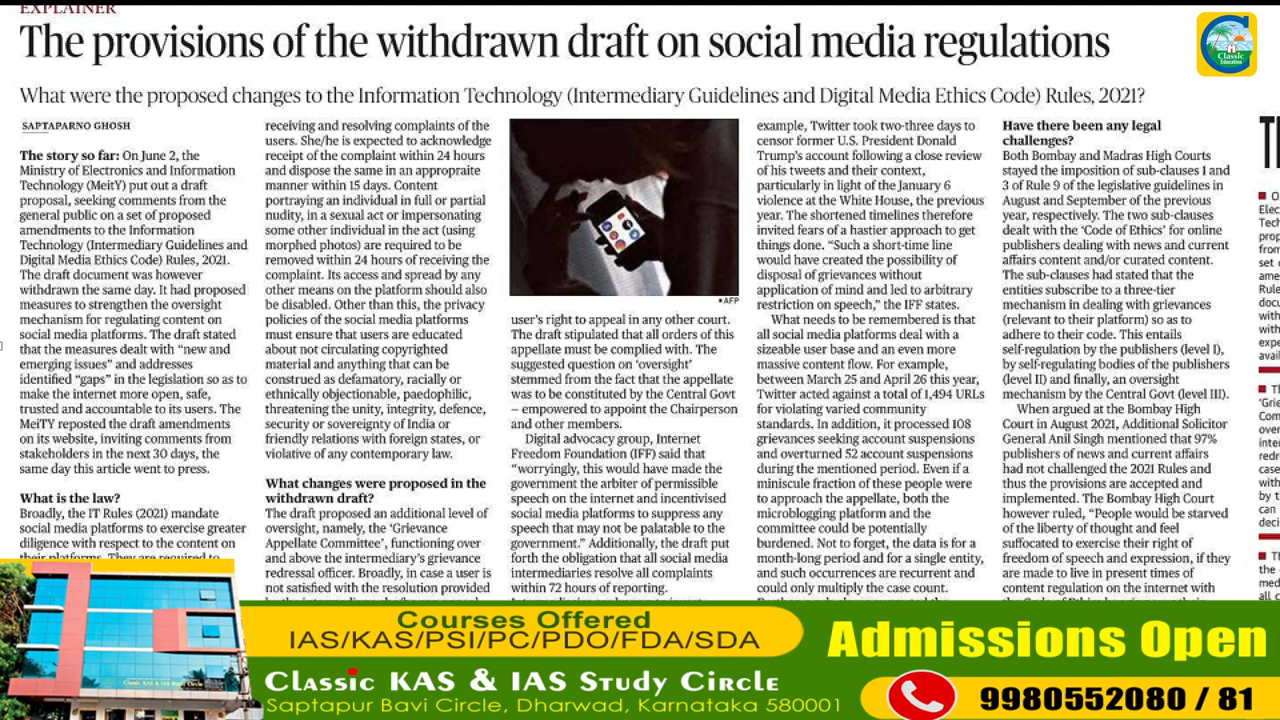 EXPLAINER
The provisions of the withdrawn draft on social media regulations
What were the proposed changes to the Information Technology (Intermediary Guidelines and Digital Media Ethics Code) Rules, 2021?
SAPTAPARNO GHOSH
The story so far: On June 2, the
Ministry of Electronics and Information
Technology (MeitY) put out a draft
proposal, seeking comments from the
general public on a set of proposed
amendments to the Information
Technology (Intermediary Guidelines and
Digital Media Ethics Code) Rules, 2021.
The draft document was however
withdrawn the same day. It had proposed
measures to strengthen the oversight
mechanism for regulating content on
social media platforms. The draft stated
that the measures dealt with “new and
emerging issues” and addresses
identified “gaps” in the legislation so as to
make the internet more open, safe,
trusted and accountable to its users. The
MeiTY reposted the draft amendments
on its website, inviting comments from
stakeholders in the next 30 days, the
same day this article went to press.
What is the law?
Broadly, the IT Rules (2021) mandate
social media platforms to exercise greater
diligence with respect to the content on
their platforms. They are required to
receiving and resolving complaints of the
users. She/he is expected to acknowledge
receipt of the complaint within 24 hours
and dispose the same in an appropraite
manner within 15 days. Content
portraying an individual in full or partial
nudity, in a sexual act or impersonating
some other individual in the act (using
morphed photos) are required to be
removed within 24 hours of receiving the
complaint. Its access and spread by any
other means on the platform should also
be disabled. Other than this, the privacy
policies of the social media platforms
must ensure that users are educated
about not circulating copyrighted
material and anything that can be
construed as defamatory, racially or
ethnically objectionable, paedophilic,
threatening the unity, integrity, defence,
security or sovereignty of India or
friendly relations with foreign states, or
violative of any contemporary law.
What changes were proposed in the
withdrawn draft?
The draft proposed an additional level of
oversight, namely, the ‘Grievance
Appellate Committee’, functioning over
and above the intermediary’s grievance
redressal officer. Broadly, in case a user is
not satisfied with the resolution provided
AFP
user’s right to appeal in any other court.
The draft stipulated that all orders of this
appellate must be complied with. The
suggested question on ‘oversight’
stemmed from the fact that the appellate
was to be constituted by the Central Govt
– empowered to appoint the Chairperson
and other members.
Digital advocacy group, Internet
Freedom Foundation (IFF) said that
“worryingly, this would have made the
government the arbiter of permissible
speech on the internet and incentivised
social media platforms to suppress any
speech that may not be palatable to the
government.” Additionally, the draft put
forth the obligation that all social media
intermediaries resolve all complaints
within 72 hours of reporting.
example, Twitter took two-three days to
censor former U.S. President Donald
Trump’s account following a close review
of his tweets and their context,
particularly in light of the January 6
violence at the White House, the previous
year. The shortened timelines therefore
invited fears of a hastier approach to get
things done. “Such a short-time line
would have created the possibility of
disposal of grievances without
application of mind and led to arbitrary
restriction on speech,” the IFF states.
What needs to be remembered is that
all social media platforms deal with a
sizeable user base and an even more
massive content flow. For example,
between March 25 and April 26 this year,
Twitter acted against a total of 1,494 URLs
for violating varied community
standards. In addition, it processed 108
grievances seeking account suspensions
and overturned 52 account suspensions
during the mentioned period. Even if a
miniscule fraction of these people were
to approach the appellate, both the
microblogging platform and the
committee could be potentially
burdened. Not to forget, the data is for a
month-long period and for a single entity,
and such occurrences are recurrent and
could only multiply the case count.
Have there been any legal
challenges?
Both Bombay and Madras High Courts
stayed the imposition of sub-clauses 1 and
3 of Rule 9 of the legislative guidelines in
August and September of the previous
year, respectively. The two sub-clauses
dealt with the ‘Code of Ethics’ for online
publishers dealing with news and current
affairs content and/or curated content.
The sub-clauses had stated that the
entities subscribe to a three-tier
mechanism in dealing with grievances
(relevant to their platform) so as to
adhere to their code. This entails
self-regulation by the publishers (level I),
by self-regulating bodies of the publishers
(level II) and finally, an oversight
mechanism by the Central Govt (level III).
When argued at the Bombay High
Court in August 2021, Additional Solicitor
General Anil Singh mentioned that 97%
publishers of news and current affairs
had not challenged the 2021 Rules and
thus the provisions are accepted and
implemented. The Bombay High Court
however ruled, “People would be starved
of the liberty of thought and feel
suffocated to exercise their right of
freedom of speech and expression, if they
are made to live in present times of
content regulation on the internet with
Classic
Education
Courses Offered
IAS/KAS/PSI/PC/PDO/FDA/SDA
Classic KAS & IAS Study Circle
Saptapur Bavi Circle, Dharwad, Karnataka 580001
Admissions Open
9980552080 / 81